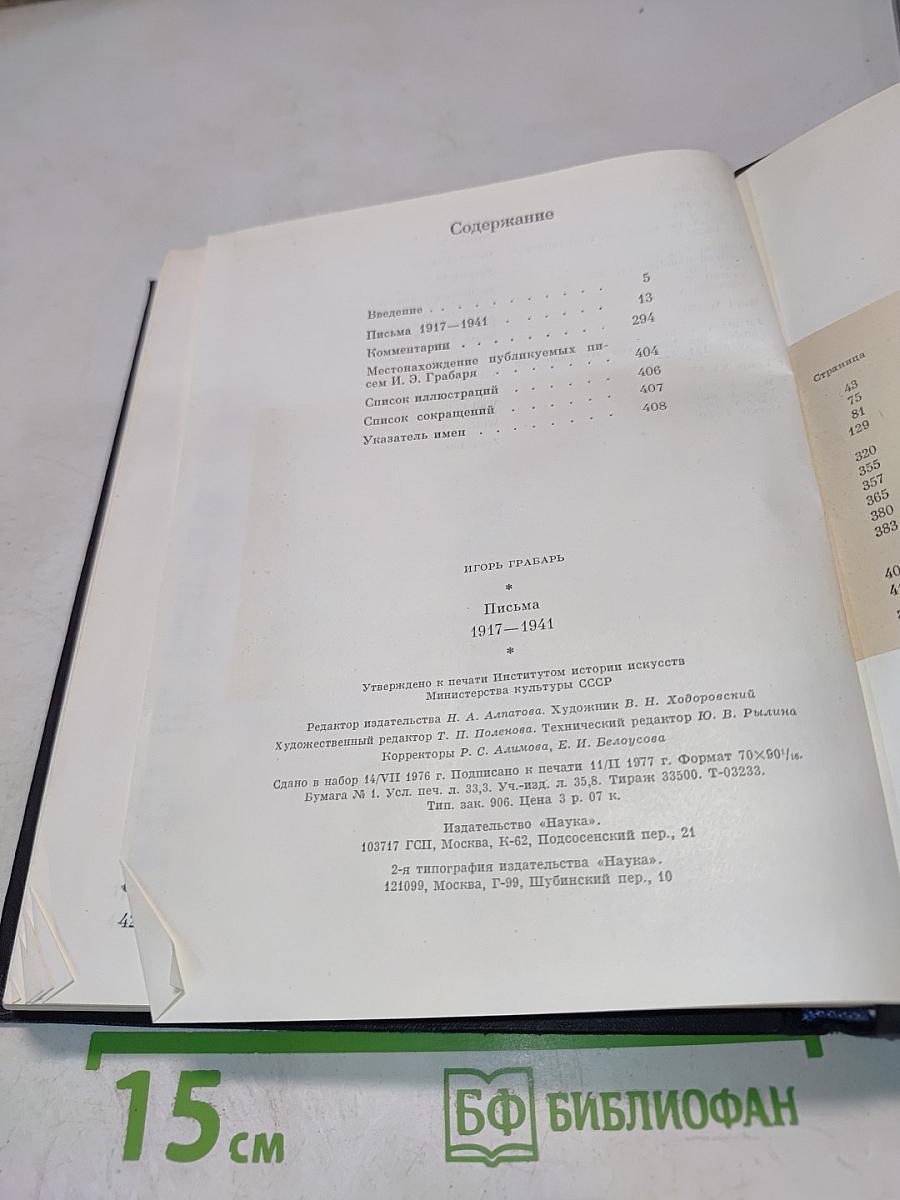 Содержание
Введение . . . . . . . . . . 5
Письма 1917—1941 . . . . . . 13
Комментарии . . . . . . . . 294
Местонахождение публикуемых пи-
сем И. Э. Грабаря . . . . . . 404
Список иллюстраций . . . . . 406
Список сокращений . . . . . 407
Указатель имен . . . . . . . 408
ИГОРЬ ГРАБАРЬ
*
Письма
1917—1941
*
Утверждено к печати Институтом истории искусств
Министерства культуры СССР
Редактор издательства Н. А. Алпатова. Художник В. Н. Ходоровский
Художественный редактор Т. П. Поленова. Технический редактор Ю. В. Рылина
Корректоры Р. С. Алимова, Е. И. Белоусова
Сдано в набор 14/VII 1976 г. Подписано к печати 11/II 1977 г. Формат 70×90¹/₁₆.
Бумага № 1. Усл. печ. л. 33,3. Уч.-изд. л. 35,8. Тираж 33500. Т-03233.
Тип. зак. 906. Цена 3 р. 07 к.
Издательство «Наука».
103717 ГСП, Москва, К-62, Подсосенский пер., 21
2-я типография издательства «Наука».
121099, Москва, Г-99, Шубинский пер., 10
Страница
43
75
81
129
320
355
357
365
380
383
15 см
БФ БИБЛИОФАН